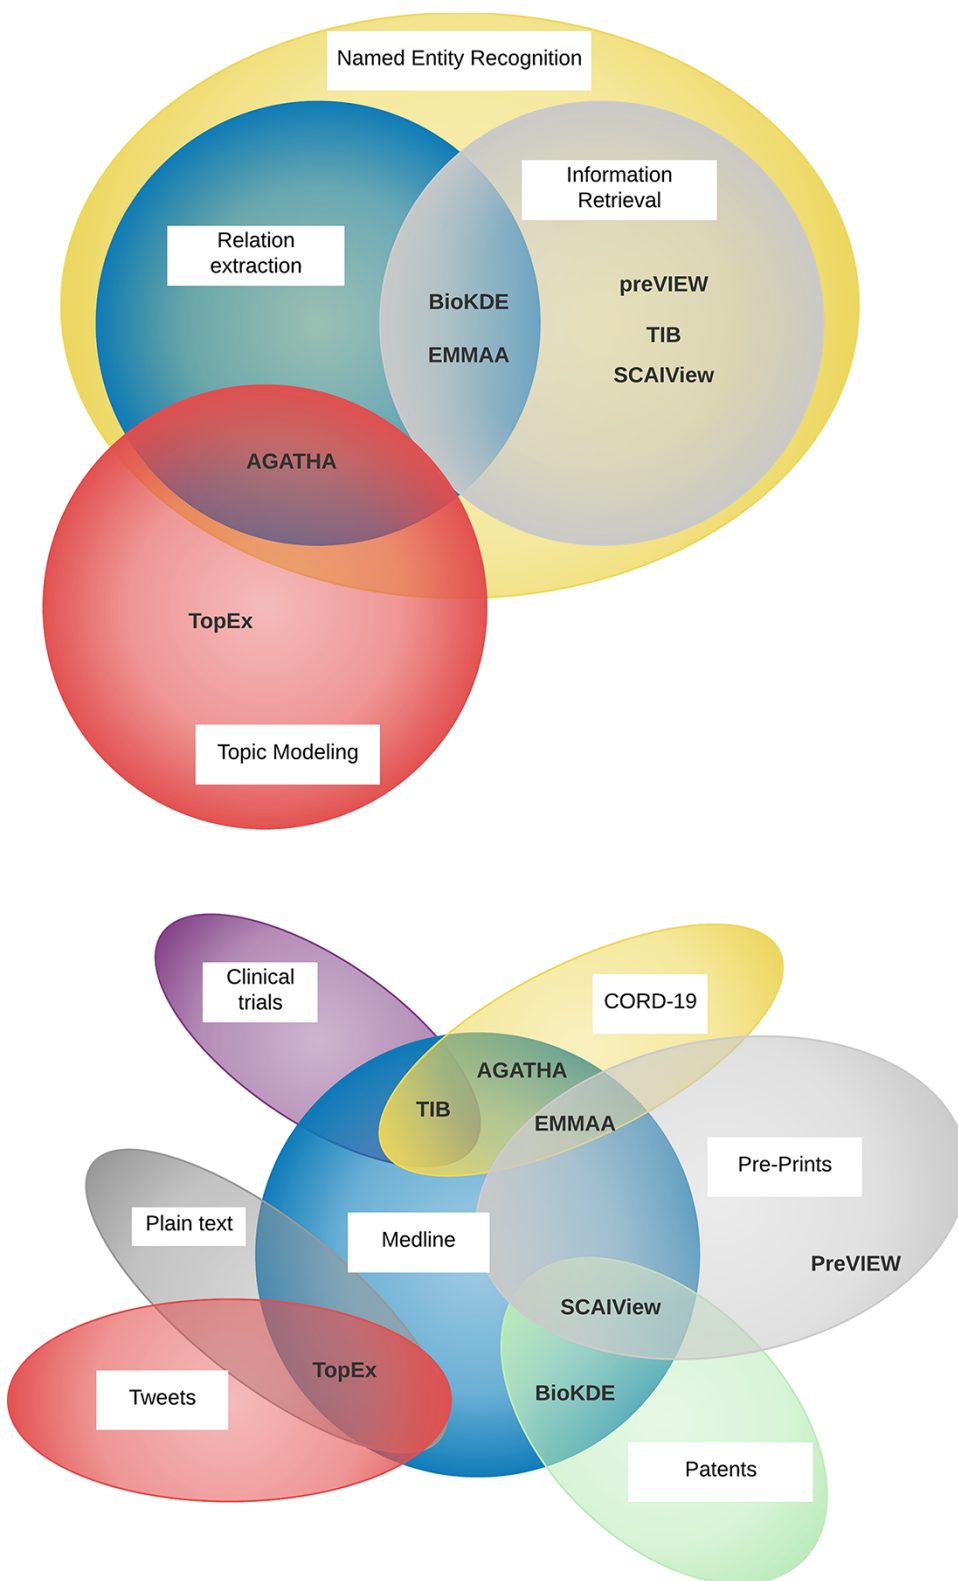 Named Entity Recognition
Information
Retrieval
Relation
extraction
preVIEW
BioKDE
TIB
EMMAA
SCAIView
AGATHA
TopEx
Topic Modeling
Clinical
trials
CORD-19
AGATHA
TIB
EMMAA
Pre-Prints
Plain text
Medline
PreVIEW
SCAIView
TopEx
BioKDE
Tweets
Patents